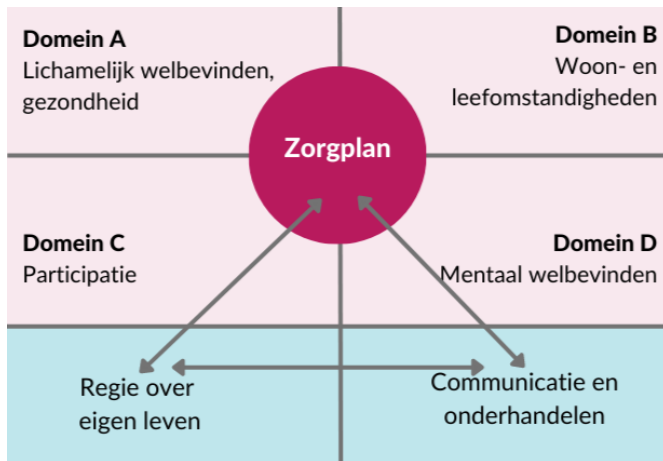 Domein A
Lichamelijk welbevinden,
gezondheid
Domein B
Woon- en
leefomstandigheden
Zorgplan
Domein C
Participatie
Domein D
Mentaal welbevinden
Regie over
eigen leven
Communicatie en
onderhandelen